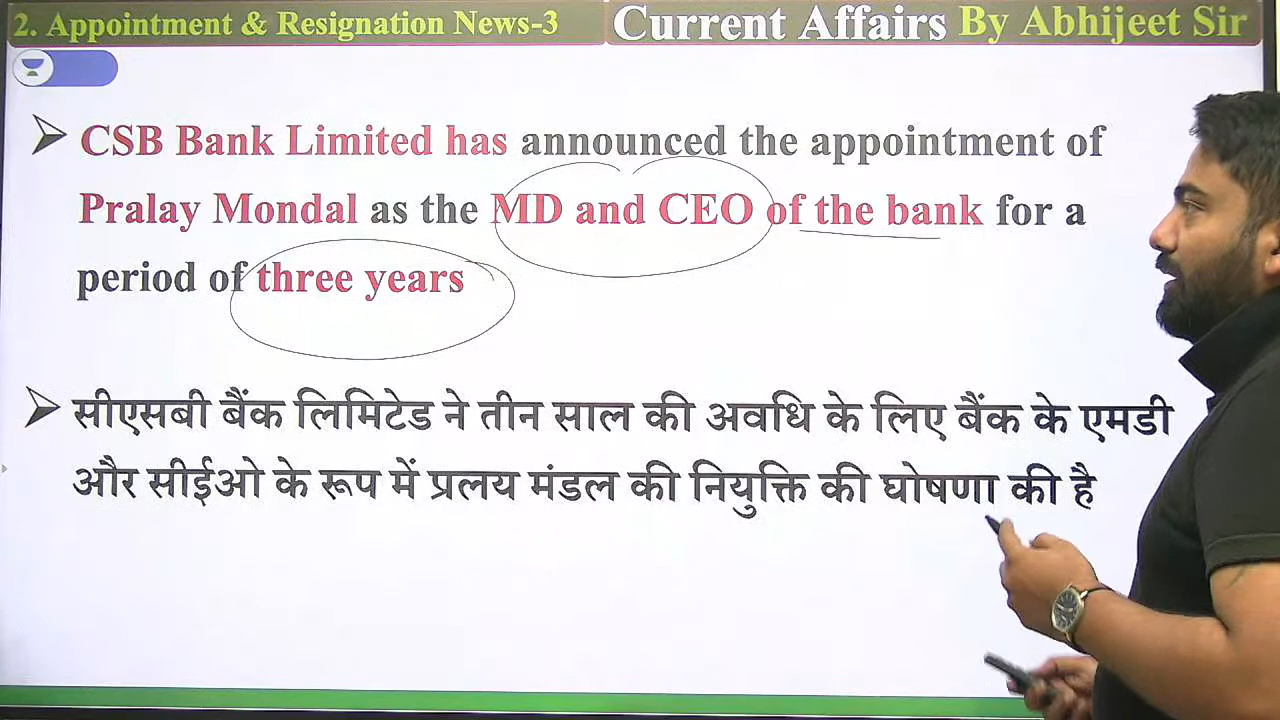 2. Appointment & Resignation News-3
Current Affairs By Abhijeet Sir
CSB Bank Limited has announced the appointment of
Pralay Mondal as the MD and CEO of the bank for a
period of three years
सीएसबी बैंक लिमिटेड ने तीन साल की अवधि के लिए बैंक के एमडी
और सीईओ के रूप में प्रलय मंडल की नियुक्ति की घोषणा की है